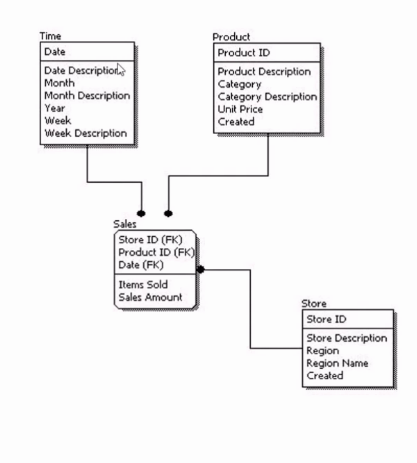 Time
Date
Date Description
Month
Month Description
Year
Week
Week Description
Product
Product ID
Product Description
Category
Category Description
Unit Price
Created
Sales
Store ID (FK)
Product ID (FK)
Date (FK)
Items Sold
Sales Amount
Store
Store ID
Store Description
Region
Region Name
Created